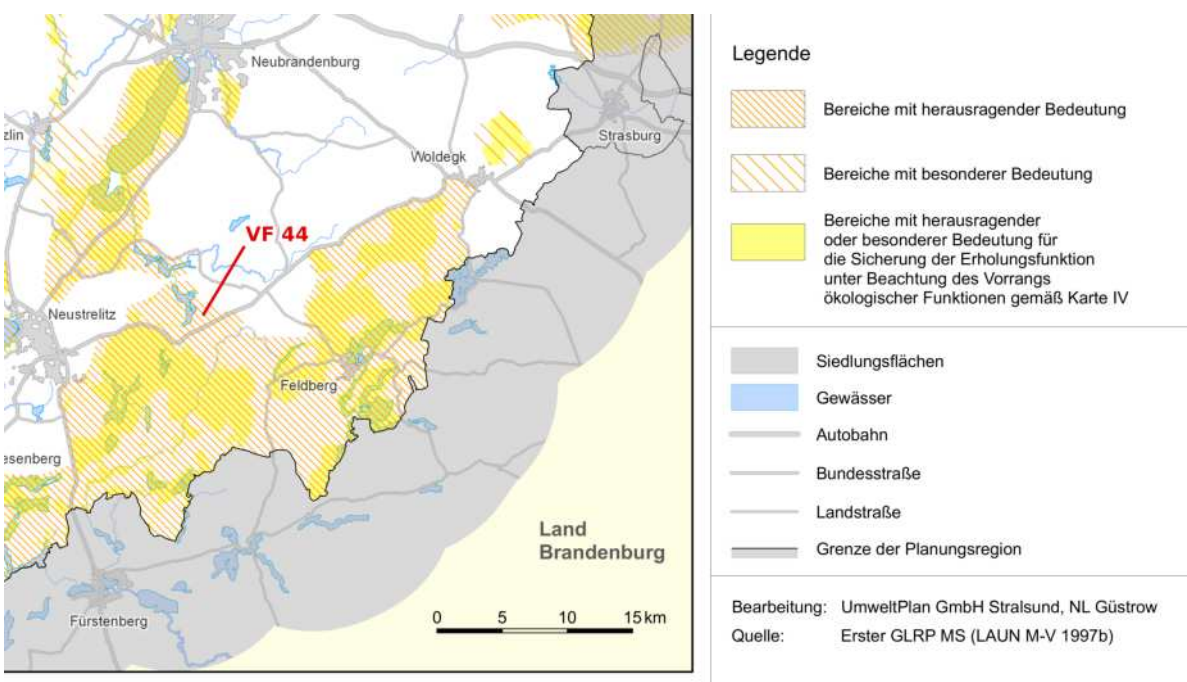 Neubrandenburg
zlin
Strasburg
Woldegk
VF 44
Neustrelitz
Feldberg
esenberg
Land
Brandenburg
Fürstenberg
0 5 10 15 km
Legende
Bereiche mit herausragender Bedeutung
Bereiche mit besonderer Bedeutung
Bereiche mit herausragender
oder besonderer Bedeutung für
die Sicherung der Erholungsfunktion
unter Beachtung des Vorrangs
ökologischer Funktionen gemäß Karte IV
Siedlungsflächen
Gewässer
Autobahn
Bundesstraße
Landstraße
Grenze der Planungsregion
Bearbeitung: UmweltPlan GmbH Stralsund, NL Güstrow
Quelle: Erster GLRP MS (LAUN M-V 1997b)